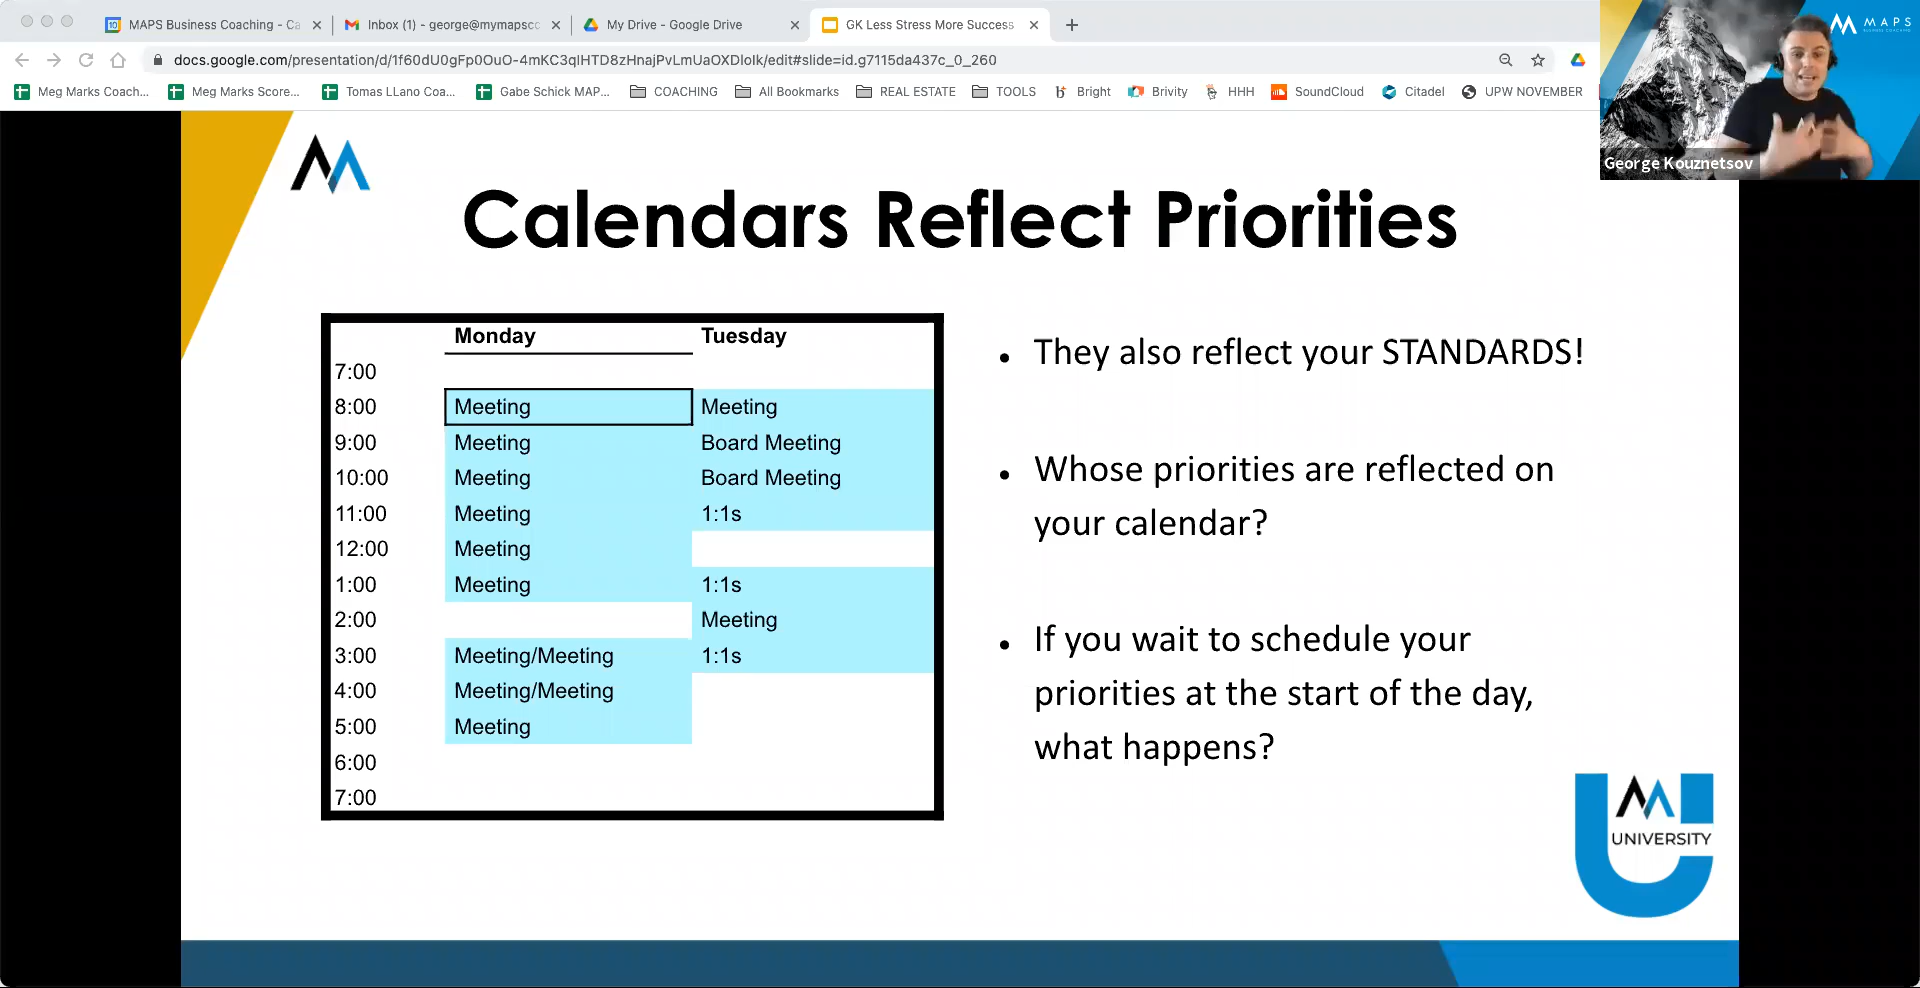 MAPS Business Coaching - Ca
Inbox (1) - george@mymapscc
My Drive - Google Drive
GK Less Stress More Success
docs.google.com/presentation/d/1f60dU0gFp0OuO-4mKC3qlHTD8zHnajPvLmUaOXDlolk/edit#slide=id.g7115da437c_0_260
Meg Marks Coach...
Meg Marks Score...
Tomas LLano Coa...
Gabe Schick MAP...
COACHING
All Bookmarks
REAL ESTATE
TOOLS
Bright
Brivity
HHH
SoundCloud
Citadel
UPW NOVEMBER
MAPS
George Kouznetsov
Calendars Reflect Priorities
Monday Tuesday
7:00
8:00 Meeting Meeting
9:00 Meeting Board Meeting
10:00 Meeting Board Meeting
11:00 Meeting 1:1s
12:00 Meeting
1:00 Meeting 1:1s
2:00 Meeting
3:00 Meeting/Meeting 1:1s
4:00 Meeting/Meeting
5:00 Meeting
6:00
7:00
• They also reflect your STANDARDS!
• Whose priorities are reflected on
your calendar?
• If you wait to schedule your
priorities at the start of the day,
what happens?
UNIVERSITY